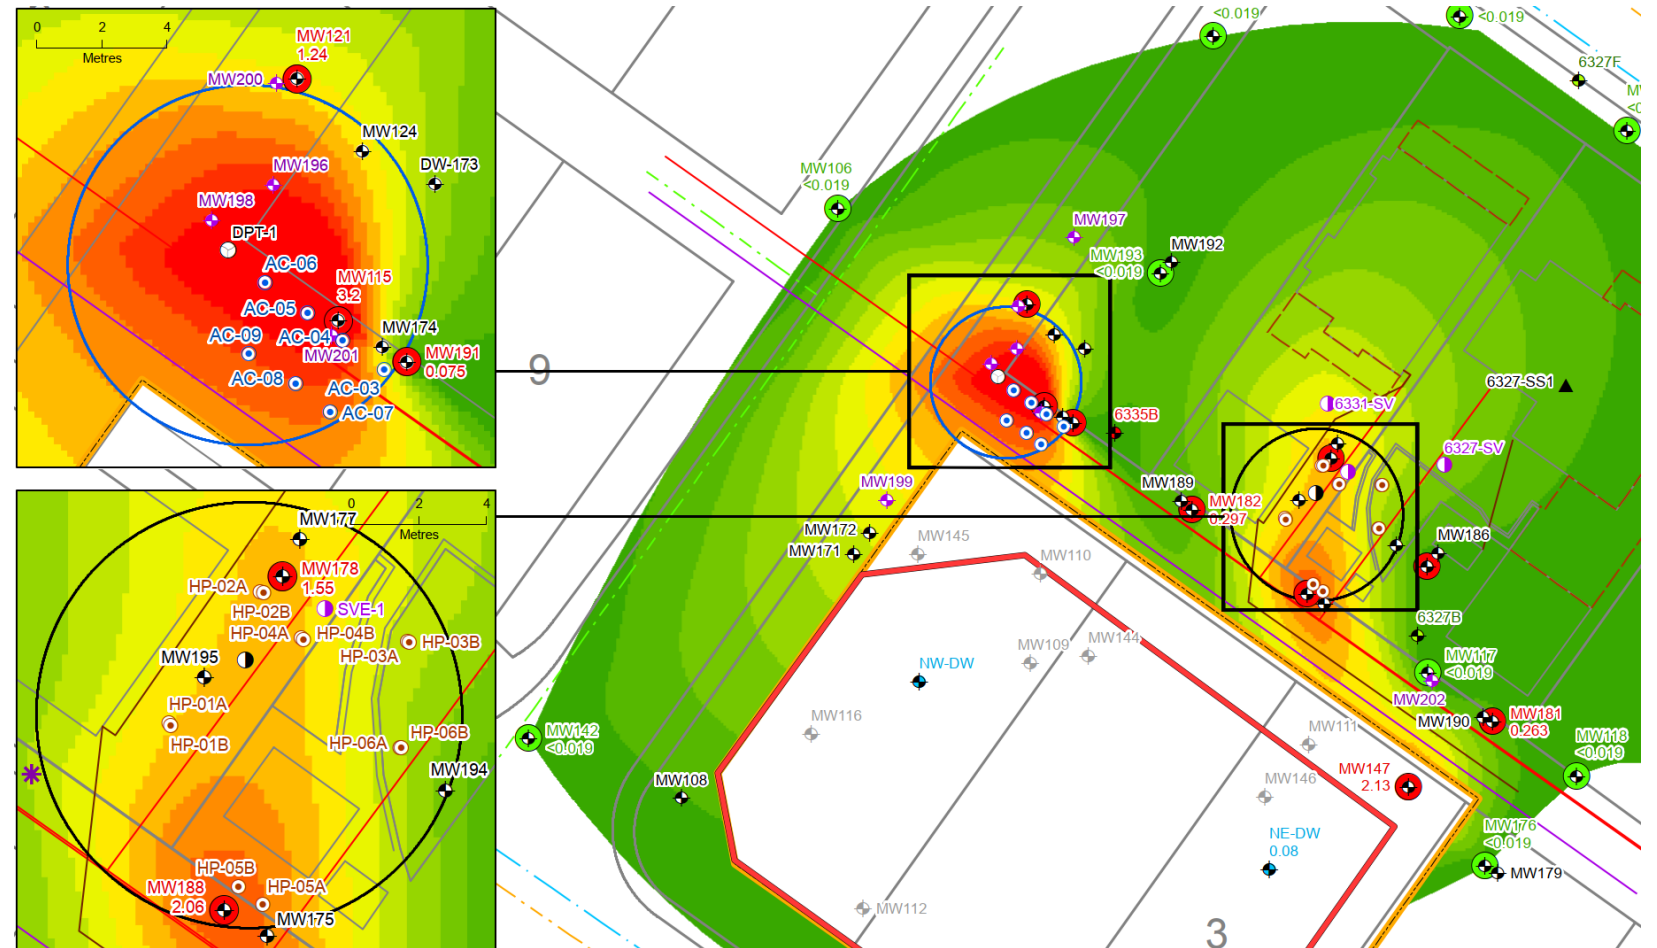 0 2 4
Metres
MW121
1.24
MW200
MW124
DW-173
MW196
MW198
DPT-1
AC-06
MW115
3.2
AC-05
MW174
AC-09
AC-04
MW201
MW191
0.075
AC-08
AC-03
AC-07
0 2 4
Metres
MW177
MW178
1.55
HP-02A
HP-02B
SVE-1
HP-04A
HP-04B
HP-03B
HP-03A
MW195
HP-01A
HP-01B
HP-06B
HP-06A
MW194
HP-05B
HP-05A
MW188
2.06
MW175
<0.019
<0.019
6327F
MW106
<0.019
MW197
MW192
MW193
<0.019
9
6327-SS1
6331-SV
6335B
6327-SV
MW199
MW189
MW182
0.297
MW172
MW171
MW145
MW110
MW186
6327B
MW109
MW144
MW117
<0.019
NW-DW
MW202
MW116
MW190
MW181
0.263
MW142
<0.019
MW111
MW118
<0.019
MW108
MW146
MW147
2.13
NE-DW
0.08
MW176
<0.019
MW179
MW112
3